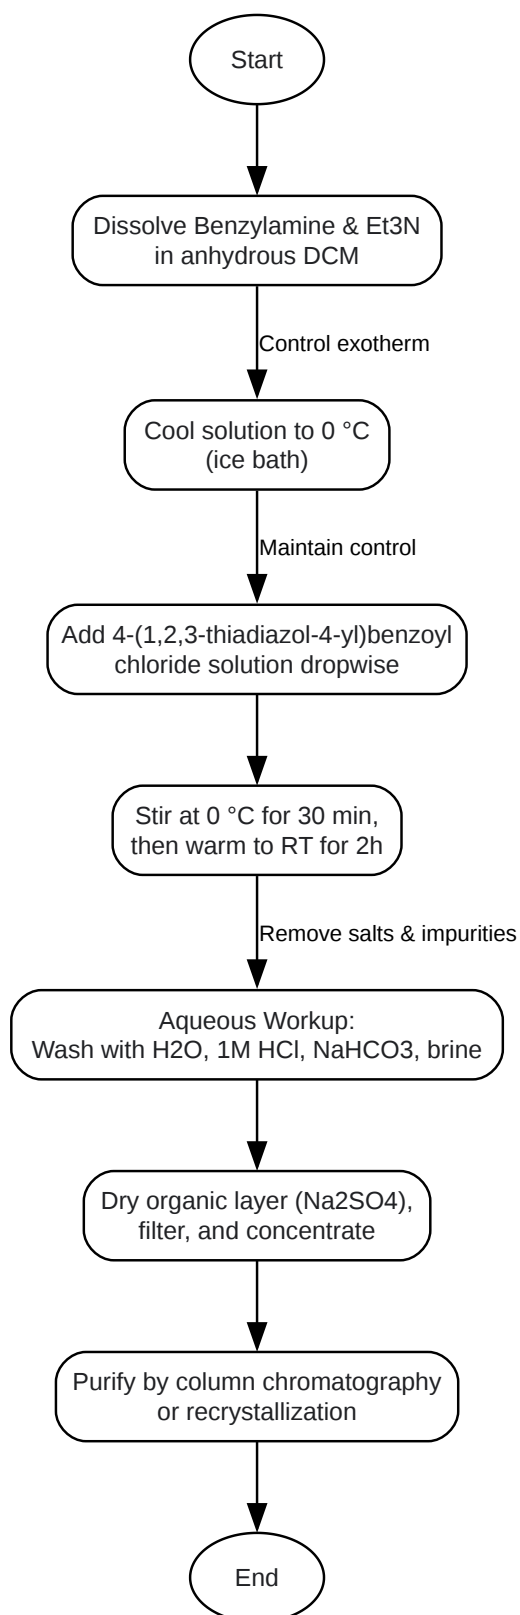 Start
Dissolve Benzylamine & Et3N
in anhydrous DCM
Control exotherm
Cool solution to 0 °C
(ice bath)
Maintain control
Add 4-(1,2,3-thiadiazol-4-yl)benzoyl
chloride solution dropwise
Stir at 0 °C for 30 min,
then warm to RT for 2h
Remove salts & impurities
Aqueous Workup:
Wash with H2O, 1M HCl, NaHCO3, brine
Dry organic layer (Na2SO4),
filter, and concentrate
Purify by column chromatography
or recrystallization
End